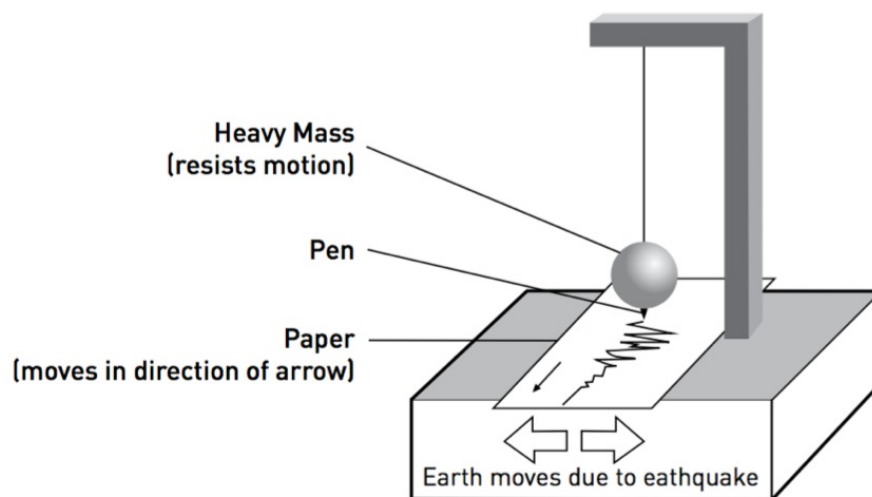 Heavy Mass
(resists motion)
Pen
Paper
(moves in direction of arrow)
Earth moves due to eathquake